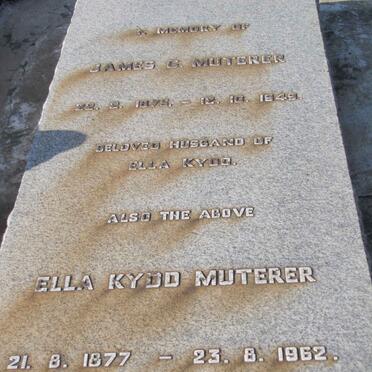 IN MEMORY OF
JAMES C. MUTERER
BELOVED HUSBAND OF
ELLA KYDD.
ALSO THE ABOVE
ELLA KYDD MUTERER
21. 8. 1877 – 23. 8. 1962.